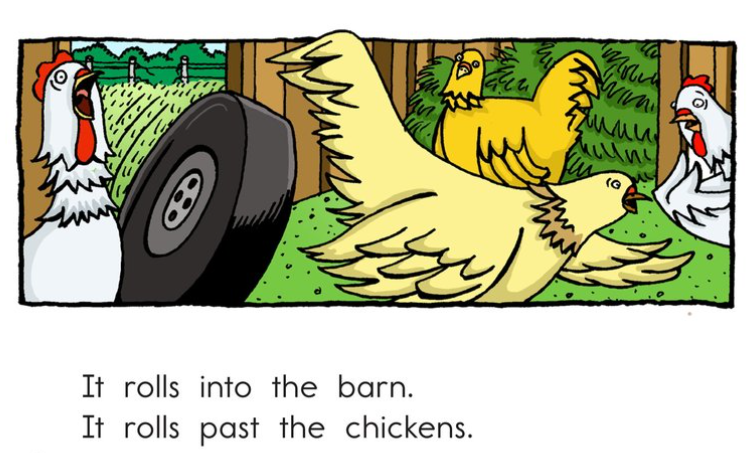 It rolls into the barn.
It rolls past the chickens.